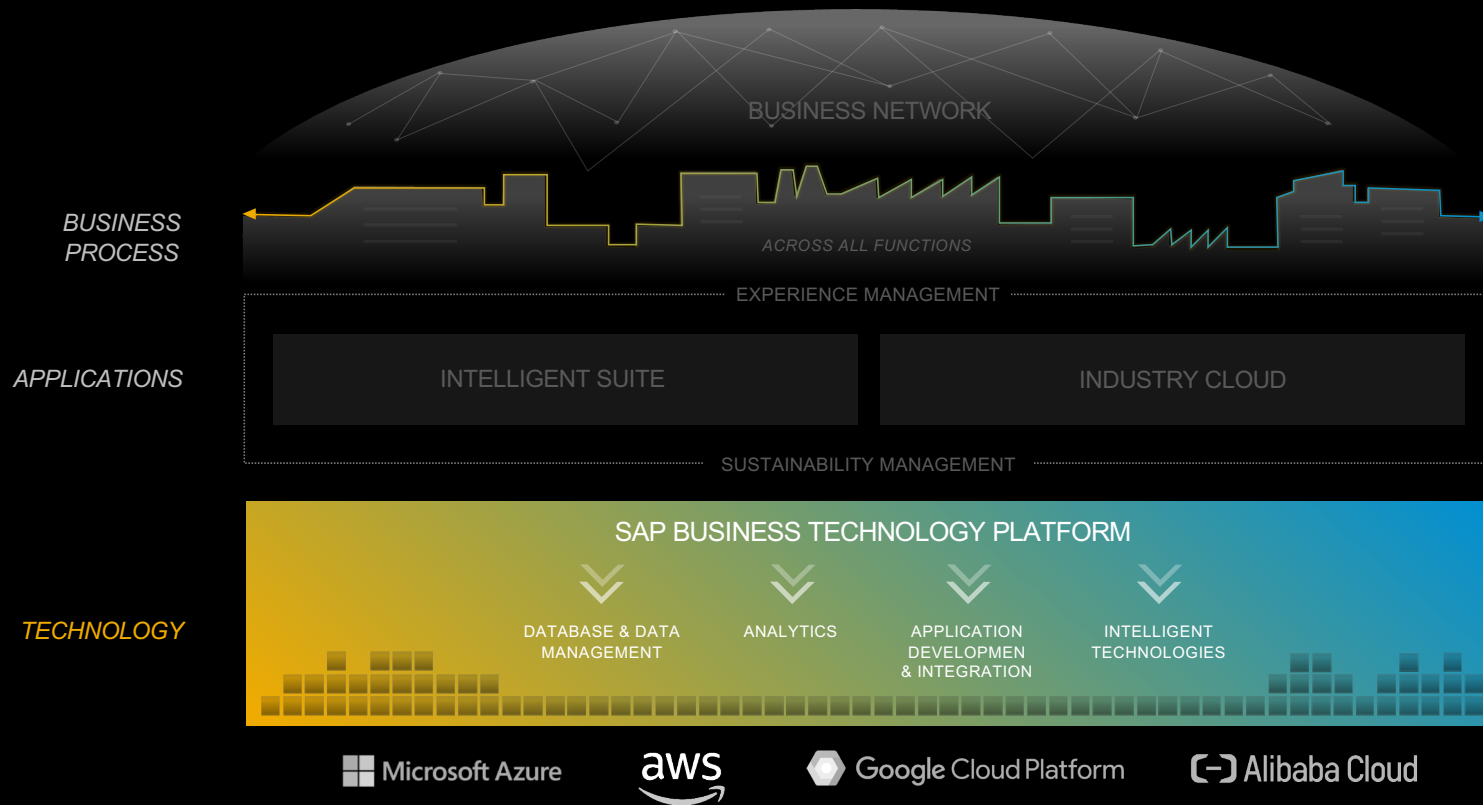 BUSINESS NETWORK
BUSINESS
PROCESS
ACROSS ALL FUNCTIONS
EXPERIENCE MANAGEMENT
APPLICATIONS
INTELLIGENT SUITE
INDUSTRY CLOUD
SUSTAINABILITY MANAGEMENT
SAP BUSINESS TECHNOLOGY PLATFORM
TECHNOLOGY
DATABASE & DATA
MANAGEMENT
ANALYTICS
APPLICATION
DEVELOPMEN
& INTEGRATION
INTELLIGENT
TECHNOLOGIES
Microsoft Azure
aws
Google Cloud Platform
Alibaba Cloud